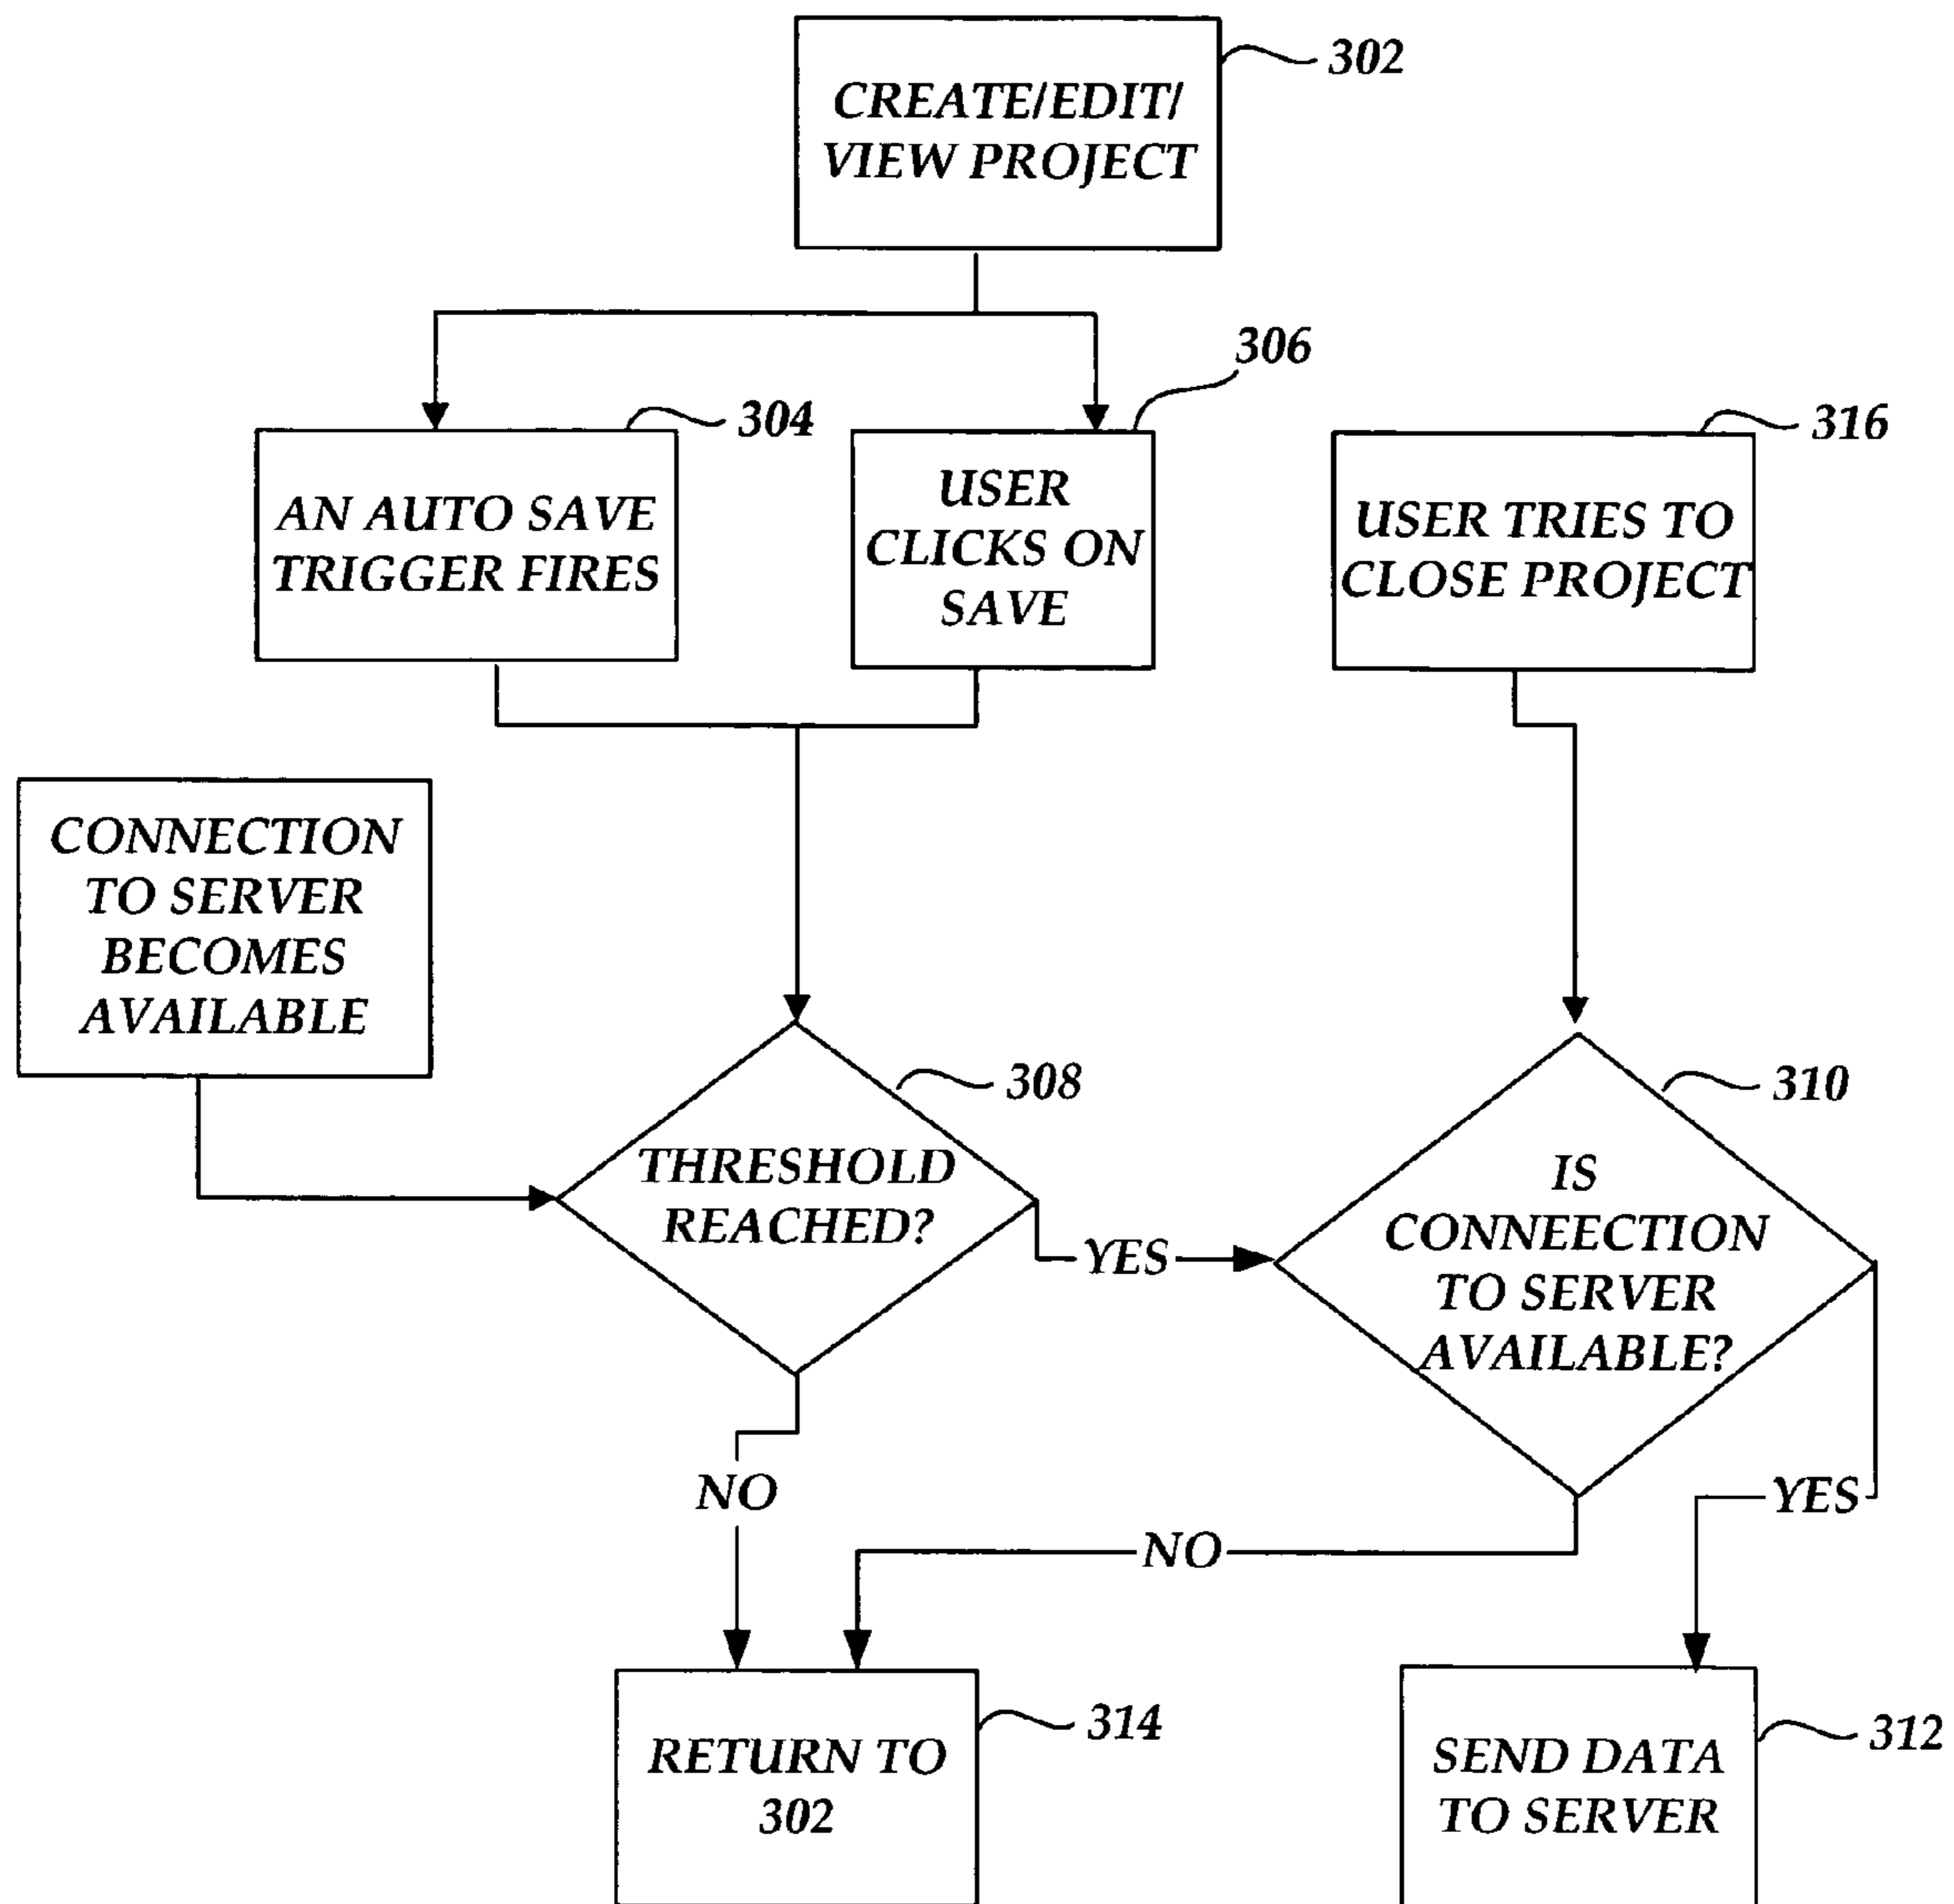 CREATE/EDIT/
VIEW PROJECT
302
304
306
316
AN AUTO SAVE
TRIGGER FIRES
USER
CLICKS ON
SAVE
USER TRIES TO
CLOSE PROJECT
CONNECTION
TO SERVER
BECOMES
AVAILABLE
308
THRESHOLD
REACHED?
YES
310
IS
CONNEECTION
TO SERVER
AVAILABLE?
NO
NO
YES
RETURN TO
302
314
SEND DATA
TO SERVER
312